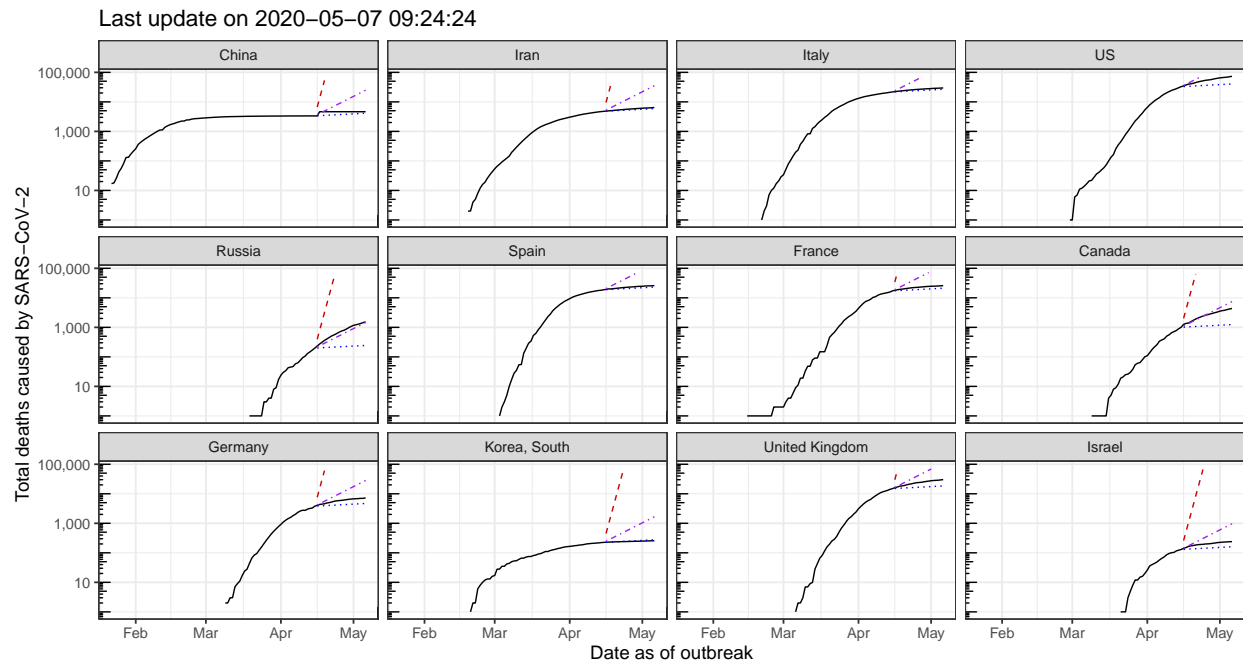 Last update on 2020−05−07 09:24:24
China
Iran
Italy
US
100,000
1,000
10
Russia
Spain
France
Canada
100,000
1,000
10
Germany
Korea, South
United Kingdom
Israel
100,000
1,000
10
Feb Mar Apr May
Feb Mar Apr May
Feb Mar Apr May
Feb Mar Apr May
Date as of outbreak
Total deaths caused by SARS−CoV−2